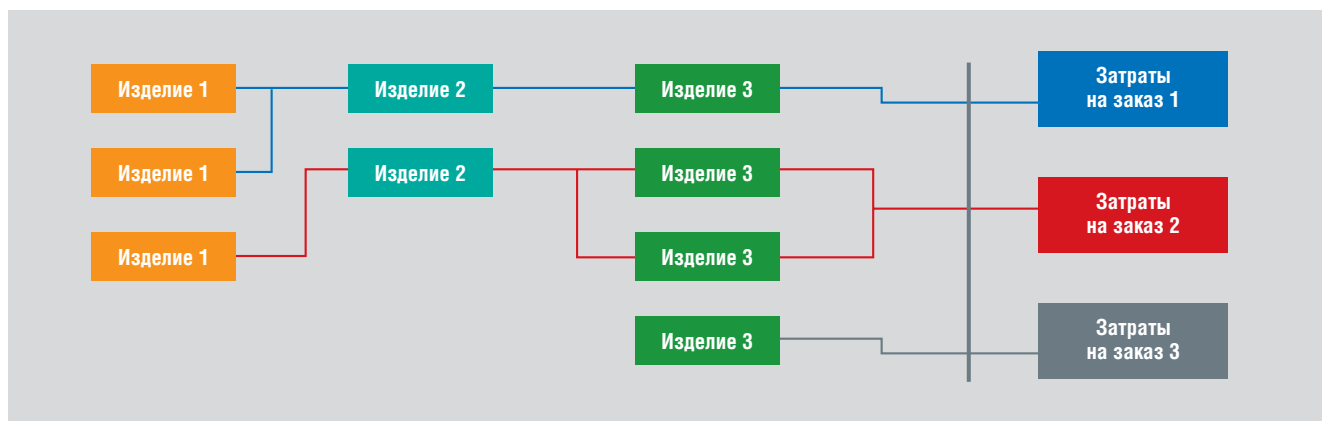 Изделие 1
Изделие 2
Изделие 3
Затраты
на заказ 1
Изделие 1
Изделие 2
Изделие 3
Затраты
на заказ 2
Изделие 1
Изделие 3
Изделие 3
Затраты
на заказ 3